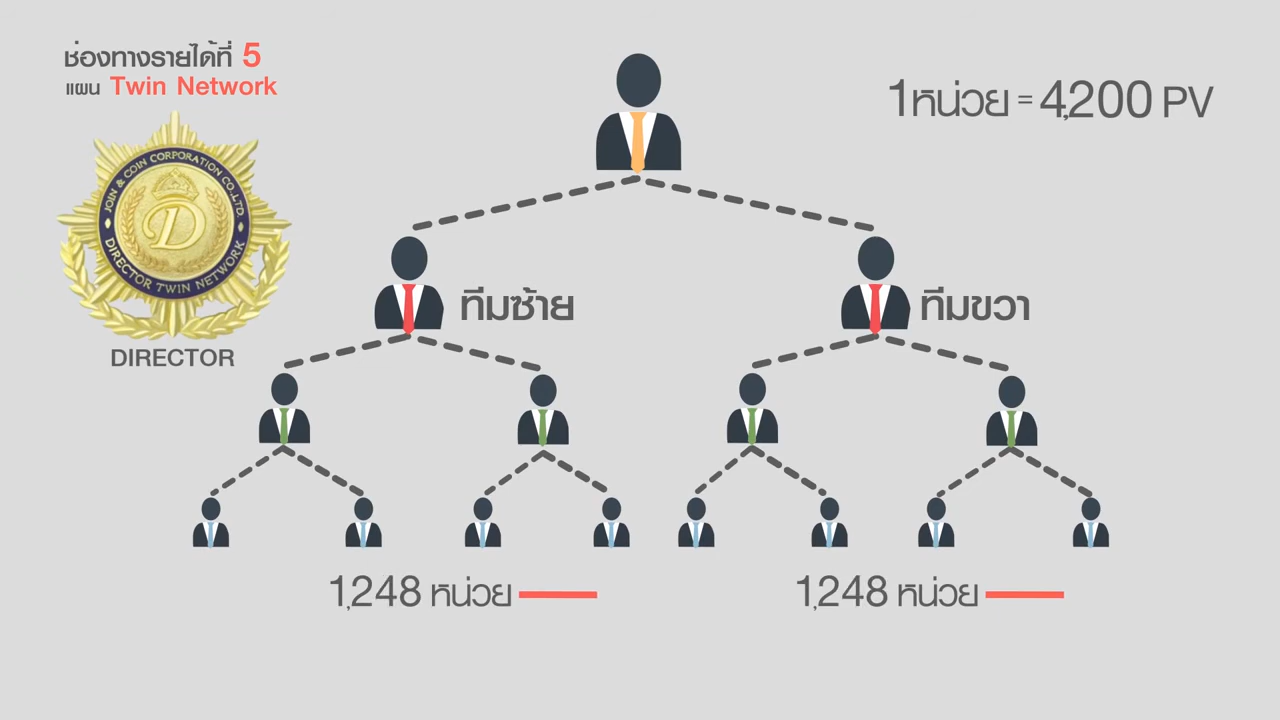 ช่องทางรายได้ที่ 5
แผน Twin Network
1หน่วย = 4,200 PV
JOIN & COIN CORPORATION CO.,LTD.
D
DIRECTOR TWIN NETWORK
DIRECTOR
ทีมซ้าย
ทีมขวา
1,248 หน่วย
1,248 หน่วย